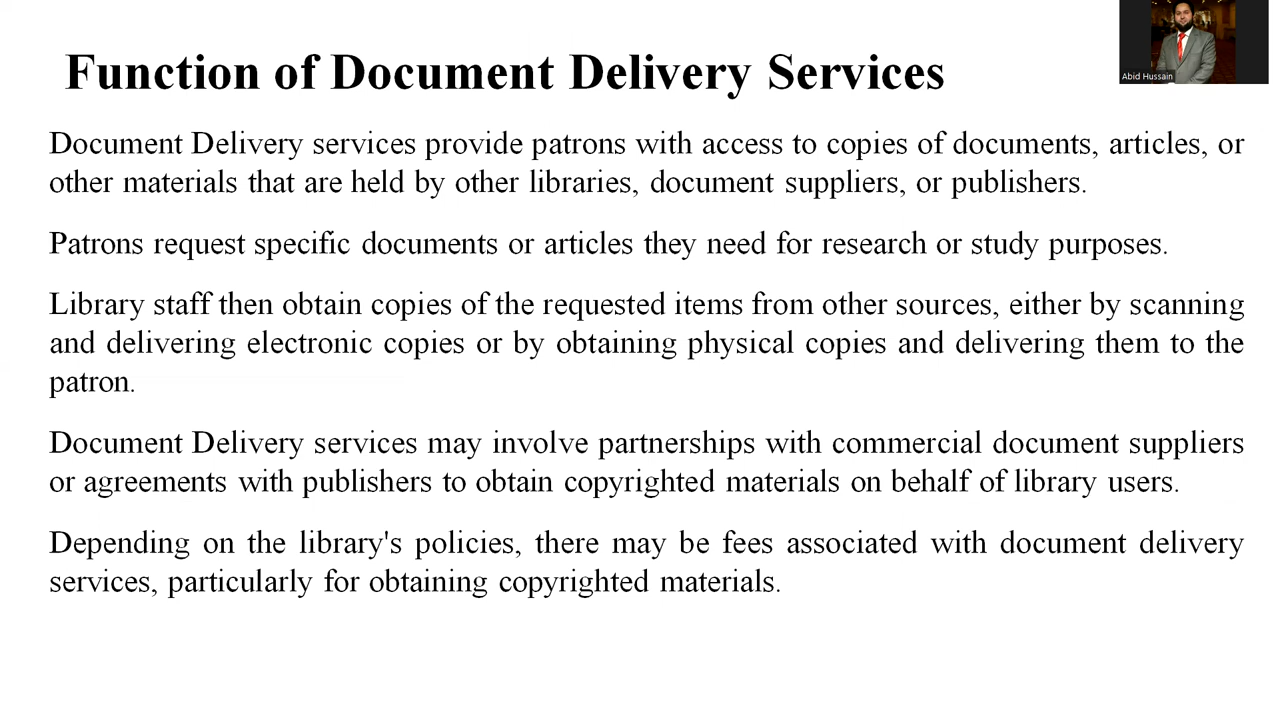 Function of Document Delivery Services
Abid Hussain
Document Delivery services provide patrons with access to copies of documents, articles, or
other materials that are held by other libraries, document suppliers, or publishers.
Patrons request specific documents or articles they need for research or study purposes.
Library staff then obtain copies of the requested items from other sources, either by scanning
and delivering electronic copies or by obtaining physical copies and delivering them to the
patron.
Document Delivery services may involve partnerships with commercial document suppliers
or agreements with publishers to obtain copyrighted materials on behalf of library users.
Depending on the library's policies, there may be fees associated with document delivery
services, particularly for obtaining copyrighted materials.